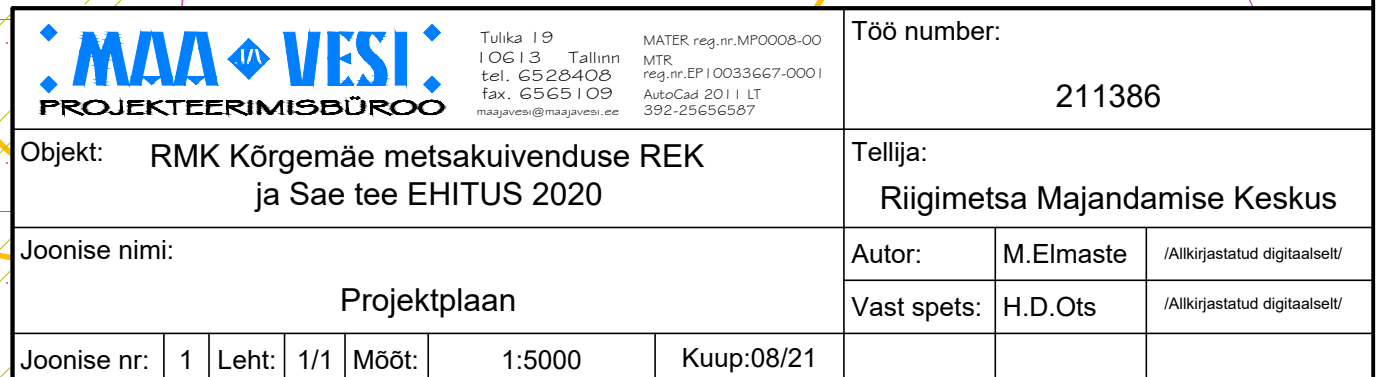 MAA JA VESI
PROJEKTEERIMISBÜROO
Tulika 19
10613 Tallinn
tel. 6528408
fax. 6565109
maajavesi@maajavesi.ee
MATER reg.nr.MP0008-00
MTR
reg.nr.EP10033667-0001
AutoCad 2011 LT
392-25656587
Töö number:
211386
Objekt: RMK Kõrgemäe metsakuivenduse REK
ja Sae tee EHITUS 2020
Tellija:
Riigimetsa Majandamise Keskus
Joonise nimi:
Projektplaan
Autor: M.Elmaste /Allkirjastatud digitaalselt/
Vast spets: H.D.Ots /Allkirjastatud digitaalselt/
Joonise nr: 1 Leht: 1/1 Mõõt: 1:5000 Kuup:08/21